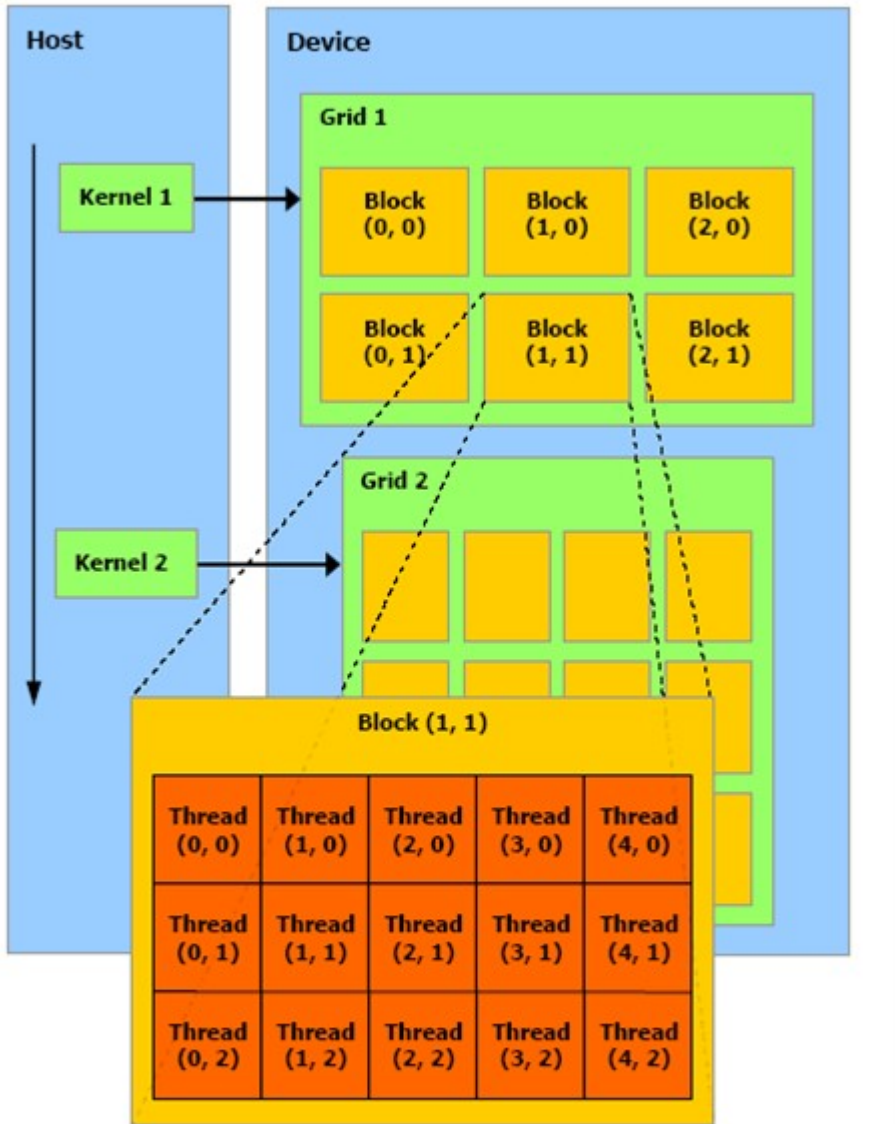 Host
Device
Grid 1
Kernel 1
Block
(0, 0)
Block
(1, 0)
Block
(2, 0)
Block
(0, 1)
Block
(1, 1)
Block
(2, 1)
Grid 2
Kernel 2
Block (1, 1)
Thread
(0, 0)
Thread
(1, 0)
Thread
(2, 0)
Thread
(3, 0)
Thread
(4, 0)
Thread
(0, 1)
Thread
(1, 1)
Thread
(2, 1)
Thread
(3, 1)
Thread
(4, 1)
Thread
(0, 2)
Thread
(1, 2)
Thread
(2, 2)
Thread
(3, 2)
Thread
(4, 2)